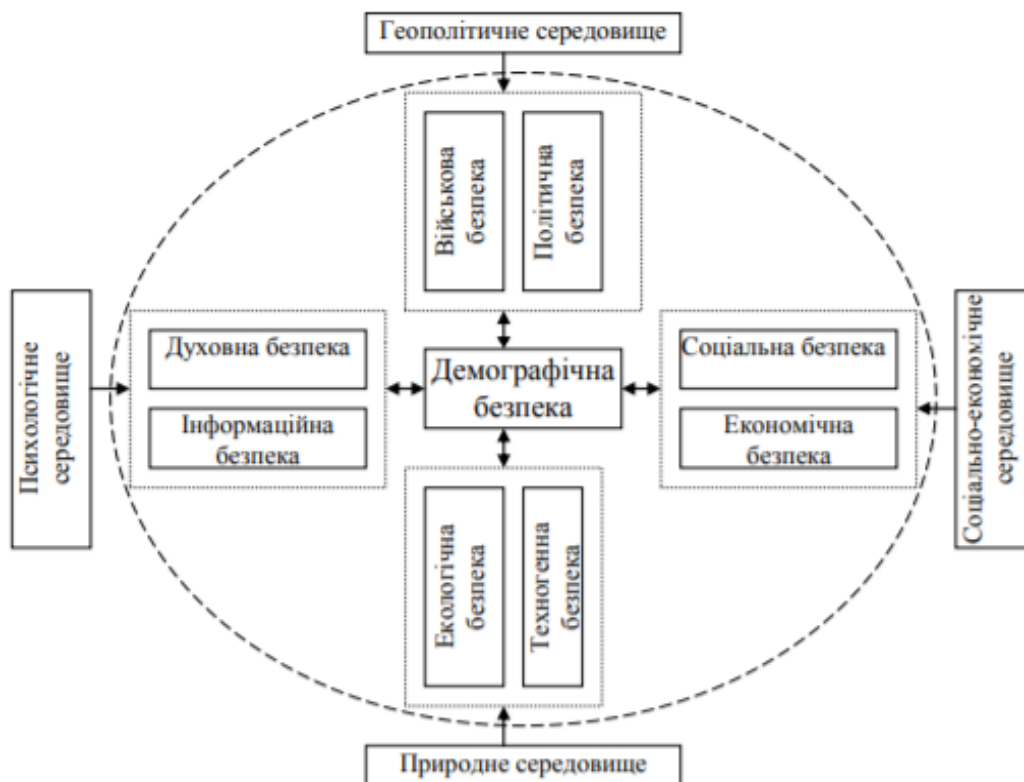 Геополітичне середовище
Військова
безпека
Політична
безпека
Психологічне
середовище
Духовна безпека
Інформаційна
безпека
Демографічна
безпека
Соціальна безпека
Економічна
безпека
Соціально-економічне
середовище
Екологічна
безпека
Техногенна
безпека
Природне середовище